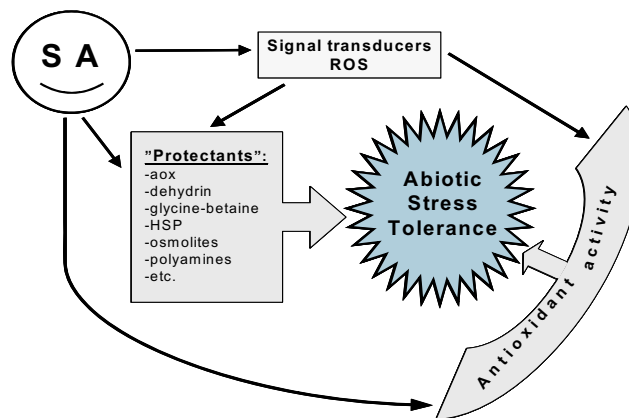 S A
Signal transducers
ROS
”Protectants”:
-aox
-dehydrin
-glycine-betaine
-HSP
-osmolites
-polyamines
-etc.
Abiotic
Stress
Tolerance
Antioxidant activity